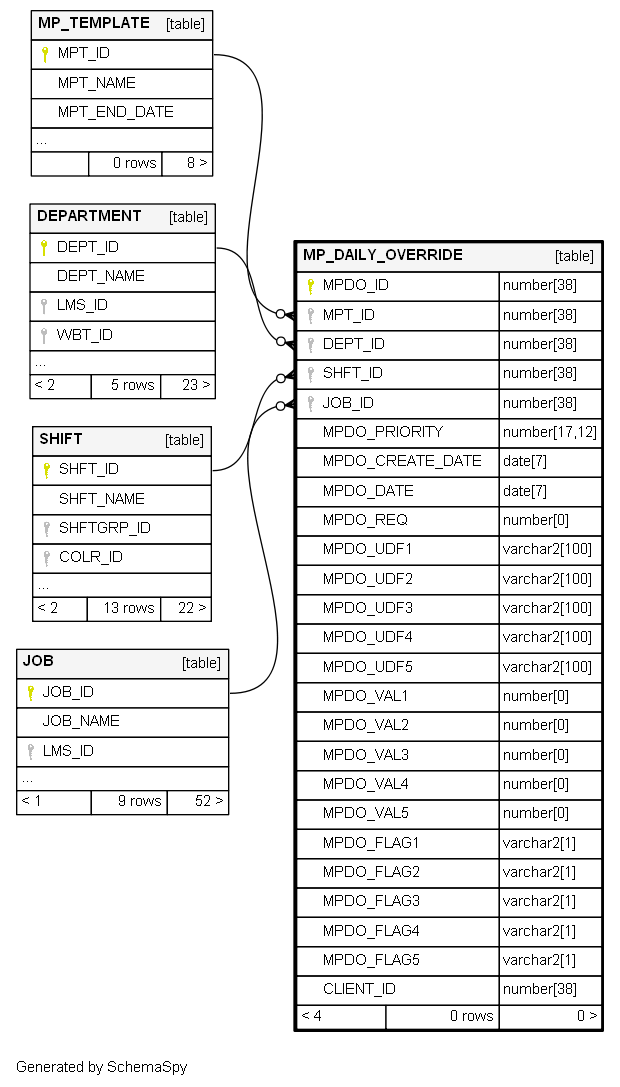 MP_TEMPLATE [table]
MPT_ID
MPT_NAME
MPT_END_DATE
...
0 rows 8 >
DEPARTMENT [table]
DEPT_ID
DEPT_NAME
LMS_ID
WBT_ID
...
< 2 5 rows 23 >
SHIFT [table]
SHFT_ID
SHFT_NAME
SHFTGRP_ID
COLR_ID
...
< 2 13 rows 22 >
JOB [table]
JOB_ID
JOB_NAME
LMS_ID
...
< 1 9 rows 52 >
MP_DAILY_OVERRIDE [table]
MPDO_ID number[38]
MPT_ID number[38]
DEPT_ID number[38]
SHFT_ID number[38]
JOB_ID number[38]
MPDO_PRIORITY number[17,12]
MPDO_CREATE_DATE date[7]
MPDO_DATE date[7]
MPDO_REQ number[0]
MPDO_UDF1 varchar2[100]
MPDO_UDF2 varchar2[100]
MPDO_UDF3 varchar2[100]
MPDO_UDF4 varchar2[100]
MPDO_UDF5 varchar2[100]
MPDO_VAL1 number[0]
MPDO_VAL2 number[0]
MPDO_VAL3 number[0]
MPDO_VAL4 number[0]
MPDO_VAL5 number[0]
MPDO_FLAG1 varchar2[1]
MPDO_FLAG2 varchar2[1]
MPDO_FLAG3 varchar2[1]
MPDO_FLAG4 varchar2[1]
MPDO_FLAG5 varchar2[1]
CLIENT_ID number[38]
< 4 0 rows 0 >
Generated by SchemaSpy